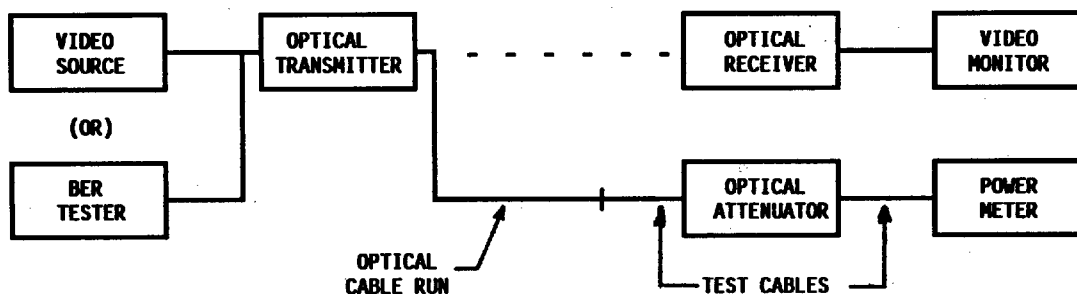 VIDEO
SOURCE
OPTICAL
TRANSMITTER
OPTICAL
RECEIVER
VIDEO
MONITOR
(OR)
BER
TESTER
OPTICAL
ATTENUATOR
POWER
METER
OPTICAL
CABLE RUN
TEST CABLES